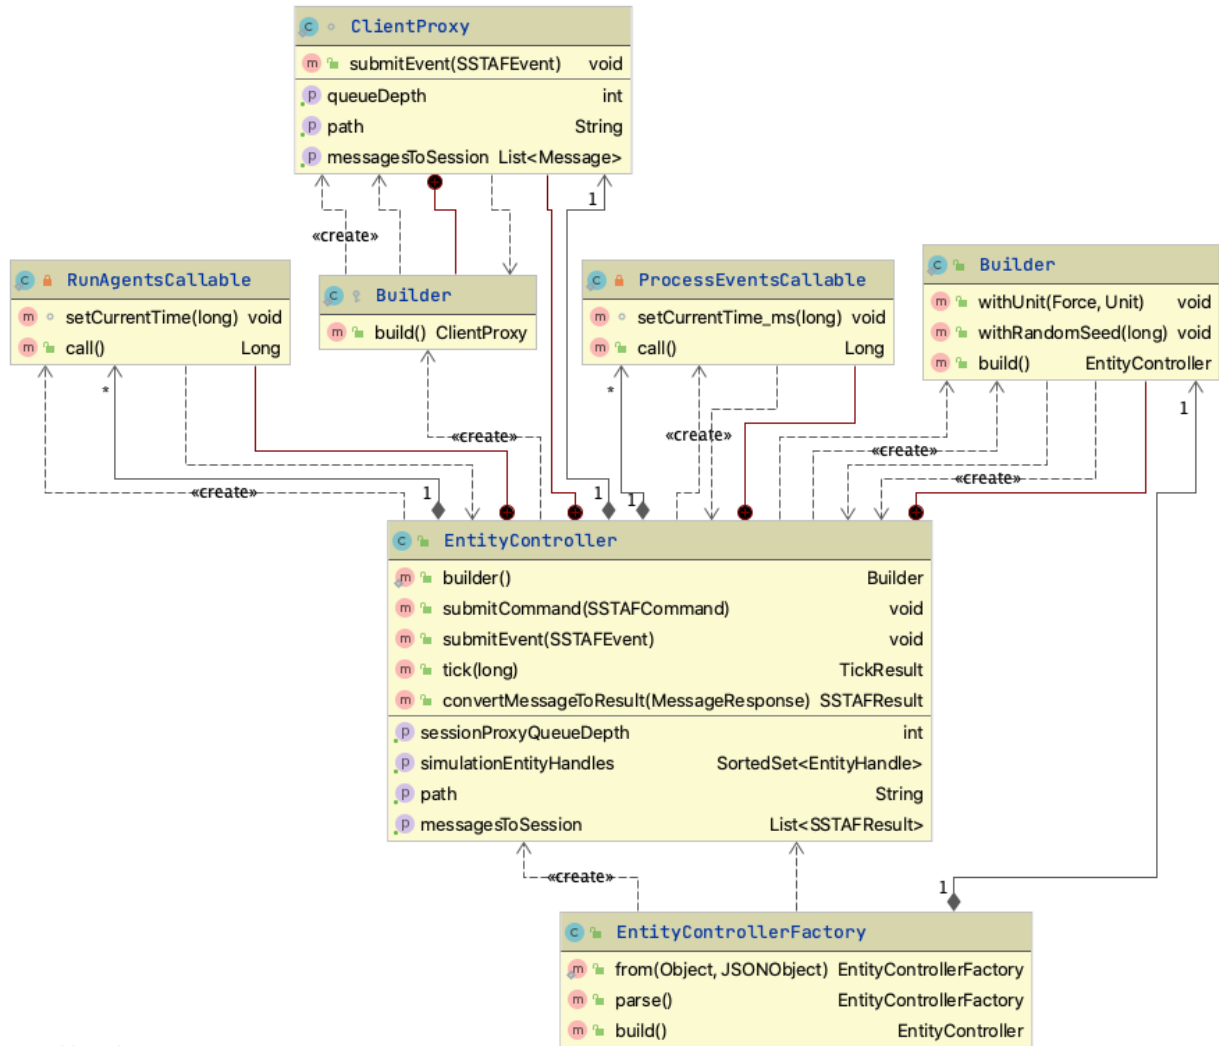 ClientProxy
submitEvent(SSTAFEvent) void
queueDepth int
path String
messagesToSession List<Message>
1
«create»
RunAgentsCallable
setCurrentTime(long) void
call() Long
Builder
build() ClientProxy
ProcessEventsCallable
setCurrentTime_ms(long) void
call() Long
Builder
withUnit(Force, Unit) void
withRandomSeed(long) void
build() EntityController
* * 1
«create» «create» «create»
«create» «create»
1 1 1
EntityController
builder() Builder
submitCommand(SSTAFCommand) void
submitEvent(SSTAFEvent) void
tick(long) TickResult
convertMessageToResult(MessageResponse) SSTAFResult
sessionProxyQueueDepth int
simulationEntityHandles SortedSet<EntityHandle>
path String
messagesToSession List<SSTAFResult>
«create» 1
EntityControllerFactory
from(Object, JSONObject) EntityControllerFactory
parse() EntityControllerFactory
build() EntityController